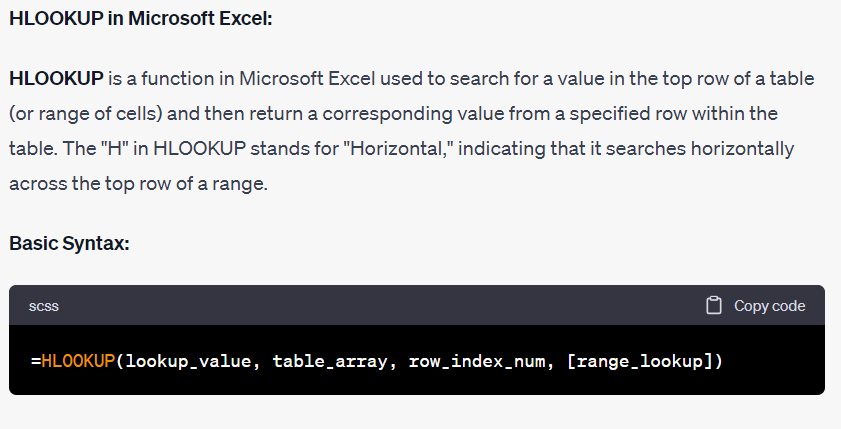 HLOOKUP in Microsoft Excel:
HLOOKUP is a function in Microsoft Excel used to search for a value in the top row of a table
(or range of cells) and then return a corresponding value from a specified row within the
table. The "H" in HLOOKUP stands for "Horizontal," indicating that it searches horizontally
across the top row of a range.
Basic Syntax:
scss Copy code
=HLOOKUP(lookup_value, table_array, row_index_num, [range_lookup])